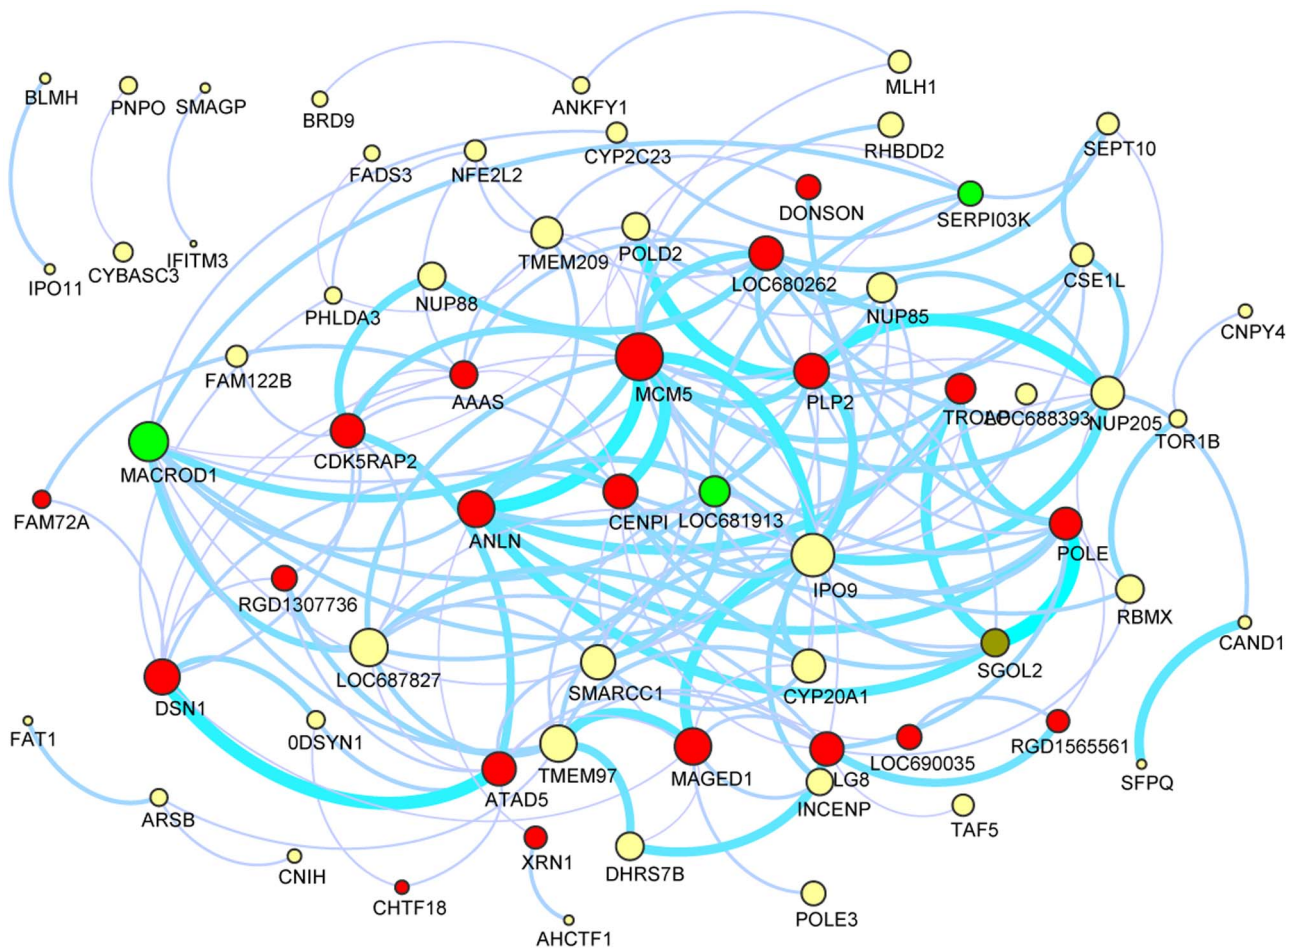 BLMH
PNPO
SMAGP
BRD9
ANKFY1
MLH1
FADS3
NFE2L2
CYP2C23
RHBDD2
SEPT10
DONSON
SERPI03K
IPO11
CYBASC3
IFITM3
TMEM209
POLD2
LOC680262
CSE1L
PHLDA3
NUP88
NUP85
CNPY4
FAM122B
AAAS
MCM5
PLP2
LOC688393
NUP205
TOR1B
MACROD1
CDK5RAP2
FAM72A
ANLN
CENPI
LOC681913
POLE
IPO9
RGD1307736
RBMX
LOC687827
SMARCC1
CYP20A1
SGOL2
CAND1
DSN1
FAT1
0DSYN1
TMEM97
MAGED1
LG8
LOC690035
RGD1565561
SFPQ
ATAD5
INCENP
ARSB
TAF5
XRN1
DHRS7B
CNIH
CHTF18
AHCTF1
POLE3